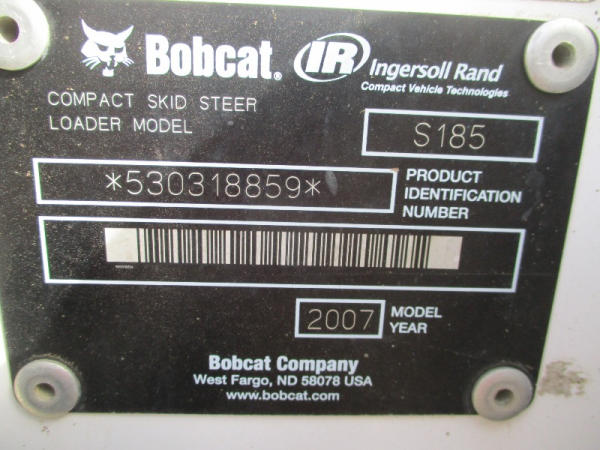 Bobcat. IR Ingersoll Rand
Compact Vehicle Technologies
COMPACT SKID STEER
LOADER MODEL
S185
*530318859*
PRODUCT
IDENTIFICATION
NUMBER
2007
MODEL
YEAR
Bobcat Company
West Fargo, ND 58078 USA
www.bobcat.com